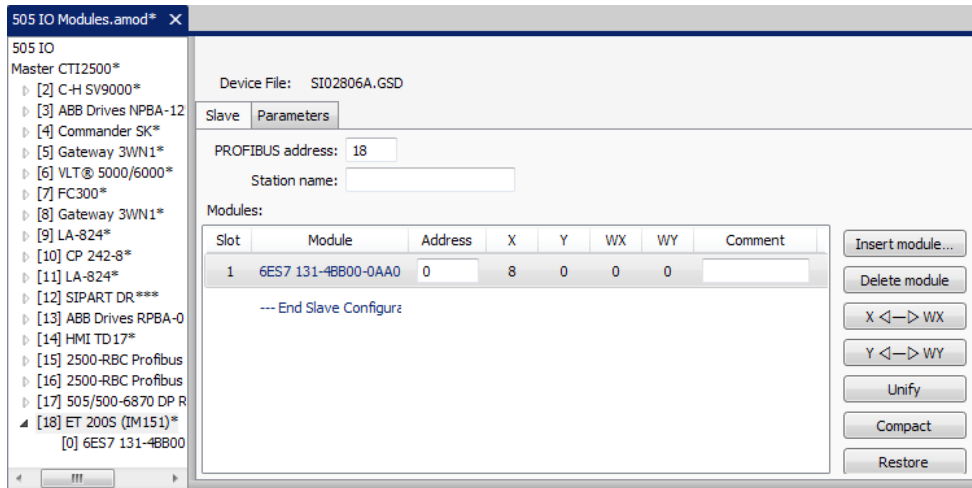 505 IO Modules.amod* X
505 IO
Master CTI2500*
[2] C-H SV9000*
[3] ABB Drives NPBA-12
[4] Commander SK*
[5] Gateway 3WN1*
[6] VLT® 5000/6000*
[7] FC300*
[8] Gateway 3WN1*
[9] LA-824*
[10] CP 242-8*
[11] LA-824*
[12] SIPART DR***
[13] ABB Drives RPBA-0
[14] HMI TD17*
[15] 2500-RBC Profibus
[16] 2500-RBC Profibus
[17] 505/500-6870 DP R
[18] ET 200S (IM151)*
[0] 6ES7 131-4BB00
Device File: SI02806A.GSD
Slave Parameters
PROFIBUS address: 18
Station name:
Modules:
Slot Module Address X Y WX WY Comment
1 6ES7 131-4BB00-0AA0 0 8 0 0 0
--- End Slave Configura
Insert module...
Delete module
X <—> WX
Y <—> WY
Unify
Compact
Restore